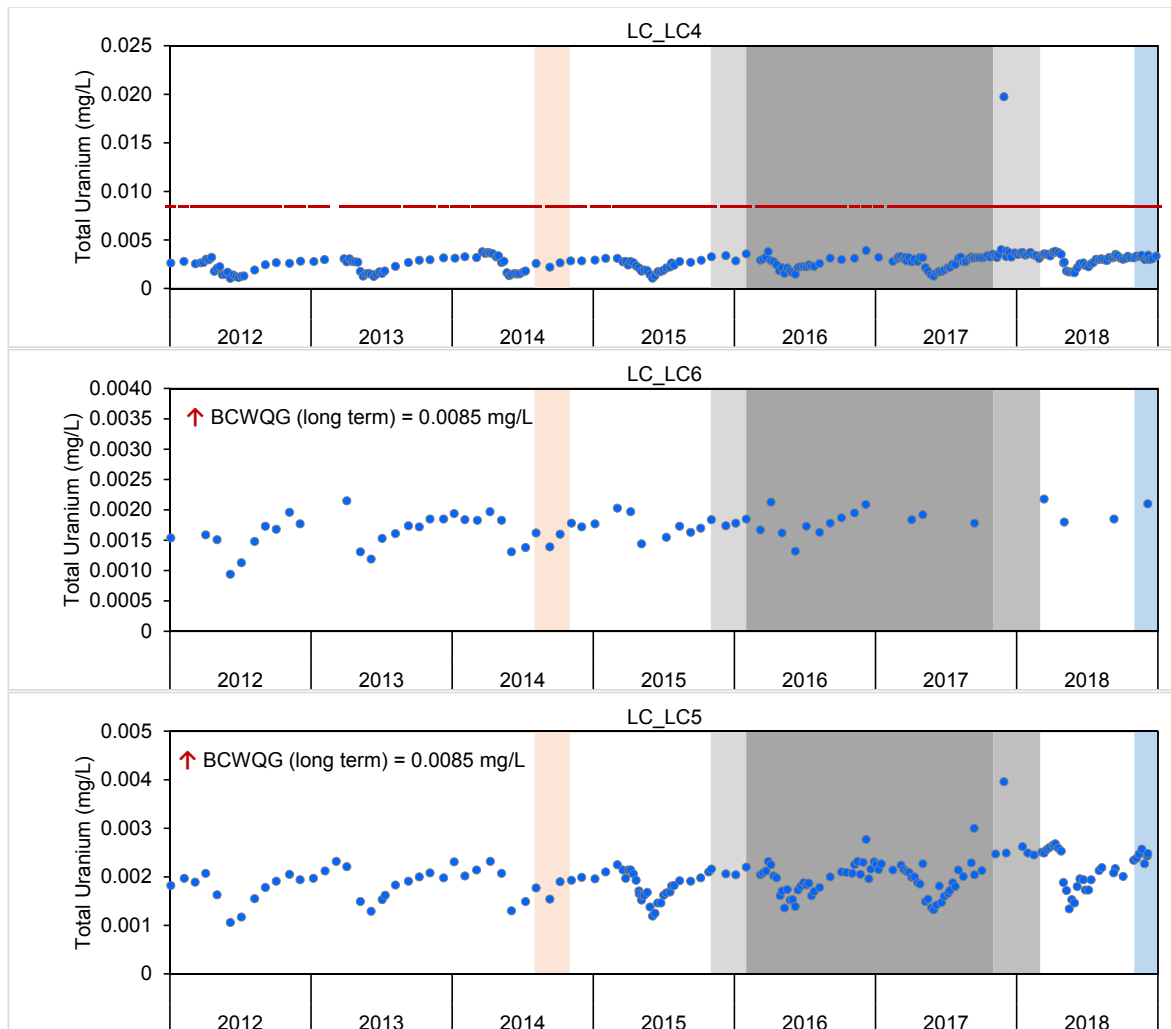 LC_LC4
Total Uranium (mg/L)
0.025
0.020
0.015
0.010
0.005
0
2012 2013 2014 2015 2016 2017 2018
LC_LC6
Total Uranium (mg/L)
0.0040
0.0035
0.0030
0.0025
0.0020
0.0015
0.0010
0.0005
0
↑ BCWQG (long term) = 0.0085 mg/L
2012 2013 2014 2015 2016 2017 2018
LC_LC5
Total Uranium (mg/L)
0.005
0.004
0.003
0.002
0.001
0
↑ BCWQG (long term) = 0.0085 mg/L
2012 2013 2014 2015 2016 2017 2018